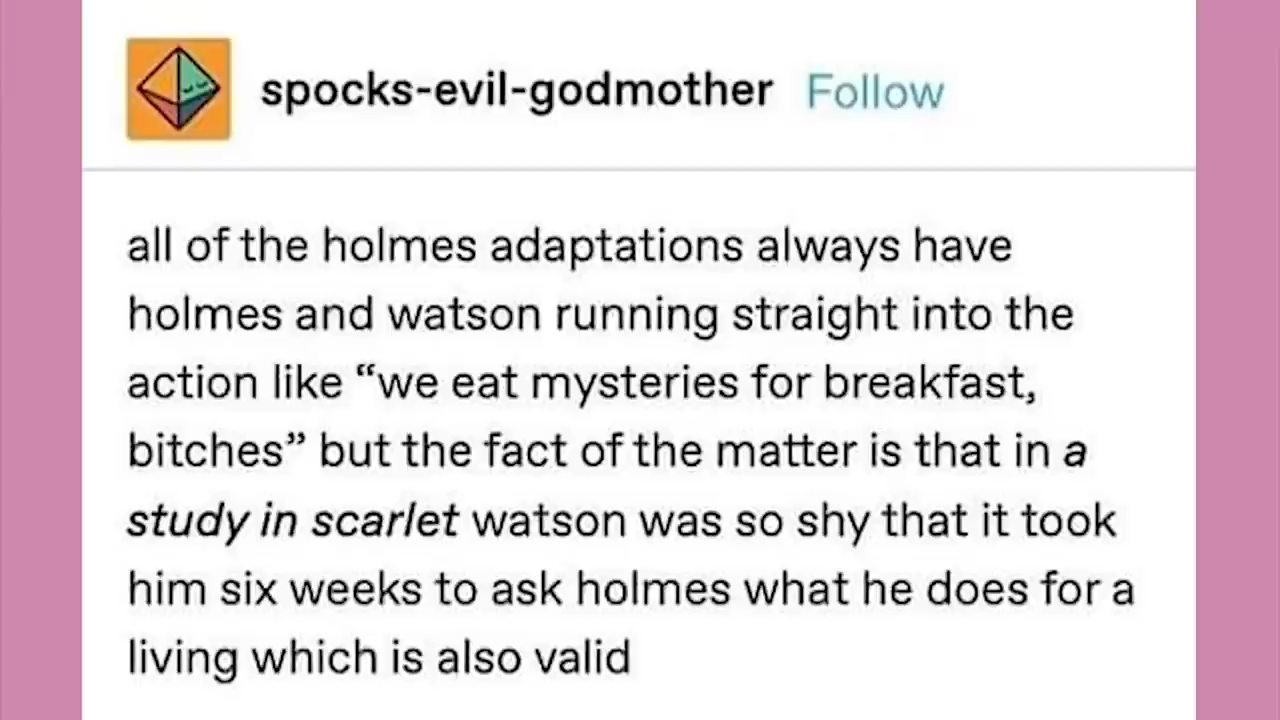 spocks-evil-godmother Follow
all of the holmes adaptations always have
holmes and watson running straight into the
action like “we eat mysteries for breakfast,
bitches” but the fact of the matter is that in a
study in scarlet watson was so shy that it took
him six weeks to ask holmes what he does for a
living which is also valid